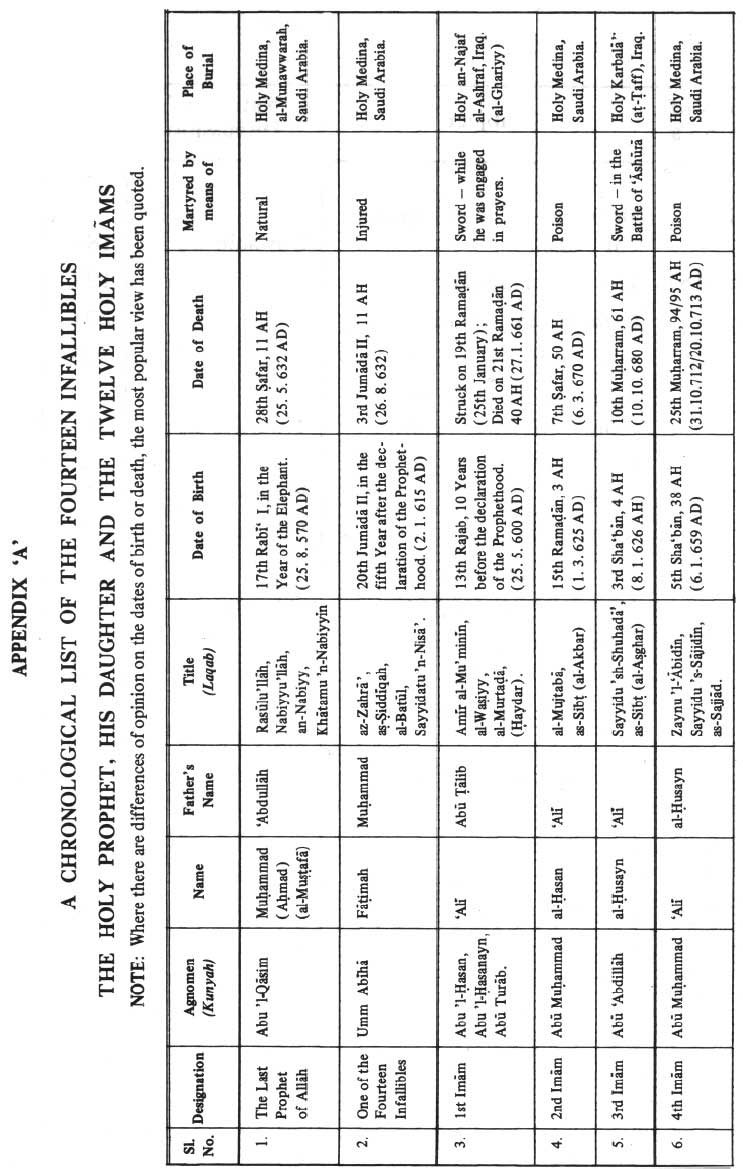 APPENDIX ‘A’
A CHRONOLOGICAL LIST OF THE FOURTEEN INFALLIBLES
THE HOLY PROPHET, HIS DAUGHTER AND THE TWELVE HOLY IMĀMS
NOTE: Where there are differences of opinion on the dates of birth or death, the most popular view has been quoted.
Sl.
No.
Designation
Agnomen
(Kunyah)
Name
Father's
Name
Title
(Laqab)
Date of Birth
Date of Death
Martyred by
means of
Place of
Burial
1.
The Last
Prophet
of Allāh
Abu 'l-Qāsim
Muḥammad
(Aḥmad)
(al-Muṣṭafā)
‘Abdullāh
Rasūlu'llāh,
Nabiyyu'llāh,
an-Nabiyy,
Khātamu 'n-Nabiyyin
17th Rabī‘ I, in the
Year of the Elephant.
(25. 8. 570 AD)
28th Ṣafar, 11 AH
(25. 5. 632 AD)
Natural
Holy Medina,
al-Munawwarah,
Saudi Arabia.
2.
One of the
Fourteen
Infallibles
Umm Abīhā
Fāṭimah
Muḥammad
az-Zahrā',
aṣ-Ṣiddīqah,
al-Batūl,
Sayyidatu 'n-Nisā'.
20th Jumādā II, in the
fifth Year after the dec-
laration of the Prophet-
hood. (2. 1. 615 AD)
3rd Jumādā II, 11 AH
(26. 8. 632)
Injured
Holy Medina,
Saudi Arabia.
3.
1st Imām
Abu 'l-Ḥasan,
Abu 'l-Ḥasanayn,
Abū Turāb.
‘Alī
Abū Ṭālib
Amīr al-Mu'minīn,
al-Waṣiyy,
al-Murtaḍā,
(Ḥaydar).
13th Rajab, 10 Years
before the declaration
of the Prophethood.
(25. 5. 600 AD)
Struck on 19th Ramaḍān
(25th January);
Died on 21st Ramaḍān
40 AH (27.1. 661 AD)
Sword – while
he was engaged
in prayers.
Holy an-Najaf
al-Ashraf, Iraq.
(al-Ghariyy)
4.
2nd Imām
Abū Muḥammad
al-Ḥasan
‘Alī
al-Mujtabā,
as-Sibṭ (al-Akbar)
15th Ramaḍān, 3 AH
(1. 3. 625 AD)
7th Ṣafar, 50 AH
(6. 3. 670 AD)
Poison
Holy Medina,
Saudi Arabia.
5.
3rd Imām
Abū ‘Abdillāh
al-Ḥusayn
‘Alī
Sayyidu 'sh-Shuhadā',
as-Sibṭ (al-Aṣghar)
3rd Sha‘bān, 4 AH
(8. 1. 626 AH)
10th Muḥarram, 61 AH
(10. 10. 680 AD)
Sword – in the
Battle of ‘Āshūrā
Holy Karbalā'-
(aṭ-Ṭaff), Iraq.
6.
4th Imām
Abū Muḥammad
‘Alī
al-Ḥusayn
Zaynu 'l-‘Ābidīn,
Sayyidu 's-Sājidīn,
as-Sajjād.
5th Sha‘bān, 38 AH
(6. 1. 659 AD)
25th Muḥarram, 94/95 AH
(31.10.712/20.10.713 AD)
Poison
Holy Medina,
Saudi Arabia.